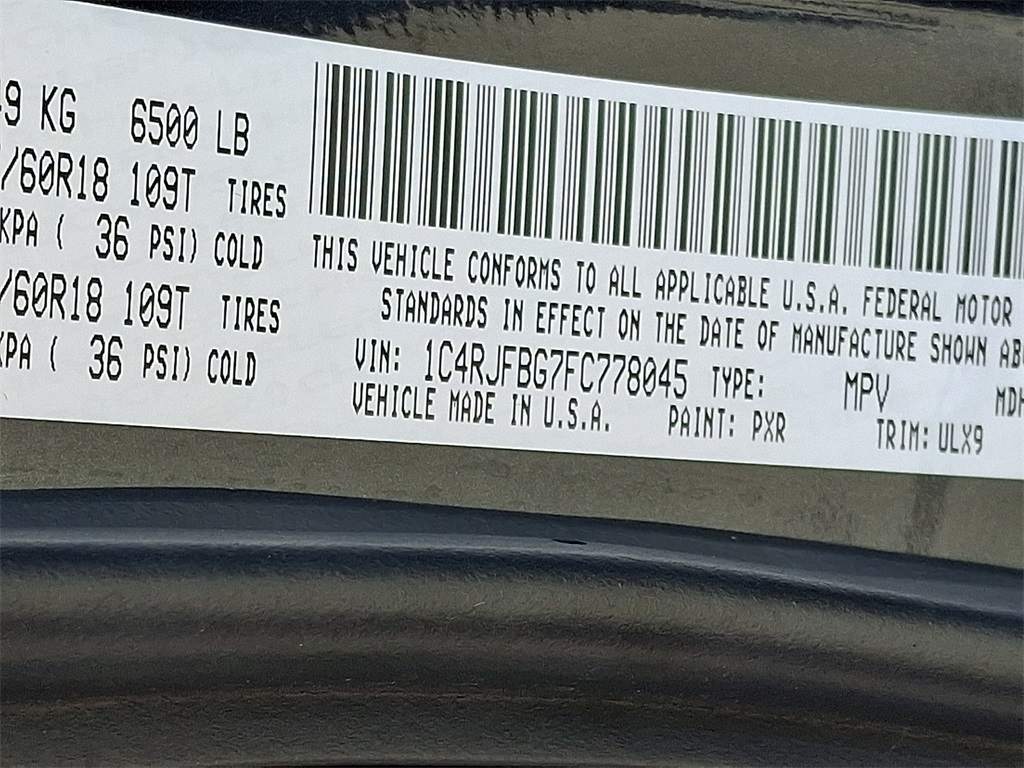 49 KG 6500 LB
/60R18 109T TIRES
KPA ( 36 PSI) COLD
/60R18 109T TIRES
KPA ( 36 PSI) COLD
THIS VEHICLE CONFORMS TO ALL APPLICABLE U.S.A. FEDERAL MOTOR
STANDARDS IN EFFECT ON THE DATE OF MANUFACTURE SHOWN AB
VIN: 1C4RJFBG7FC778045 TYPE: MPV MDH
VEHICLE MADE IN U.S.A. PAINT: PXR TRIM: ULX9